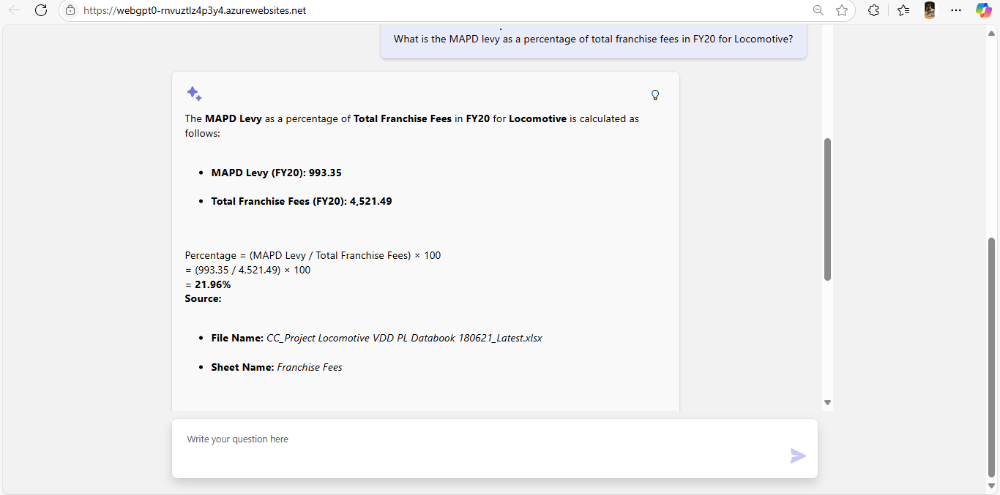 https://webgpt0-rnvuztlz4p3y4.azurewebsites.net
What is the MAPD levy as a percentage of total franchise fees in FY20 for Locomotive?
The MAPD Levy as a percentage of Total Franchise Fees in FY20 for Locomotive is calculated as
follows:
• MAPD Levy (FY20): 993.35
• Total Franchise Fees (FY20): 4,521.49
Percentage = (MAPD Levy / Total Franchise Fees) × 100
= (993.35 / 4,521.49) × 100
= 21.96%
Source:
• File Name: CC_Project Locomotive VDD PL Databook 180621_Latest.xlsx
• Sheet Name: Franchise Fees
Write your question here